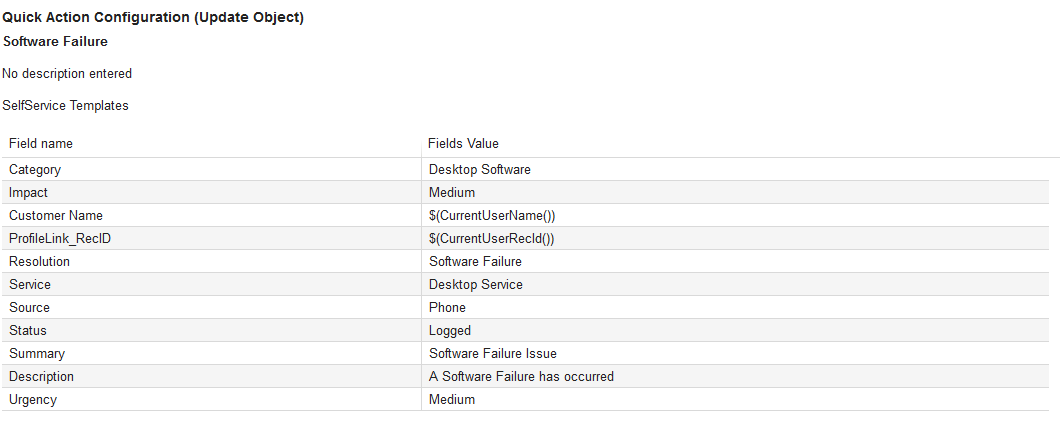 Quick Action Configuration (Update Object)
Software Failure
No description entered
SelfService Templates
Field name Fields Value
Category Desktop Software
Impact Medium
Customer Name $(CurrentUserName())
ProfileLink_RecID $(CurrentUserRecId())
Resolution Software Failure
Service Desktop Service
Source Phone
Status Logged
Summary Software Failure Issue
Description A Software Failure has occurred
Urgency Medium